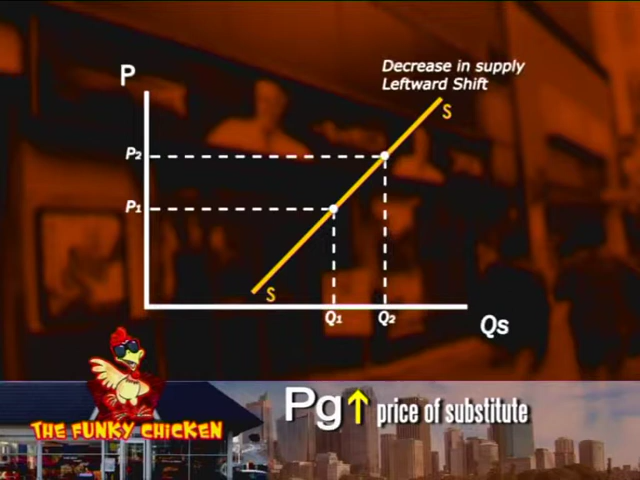 Decrease in supply
Leftward Shift
P
S
P₂
P₁
S
Q₁ Q₂
Qs
Pg↑ price of substitute
THE FUNKY CHICKEN